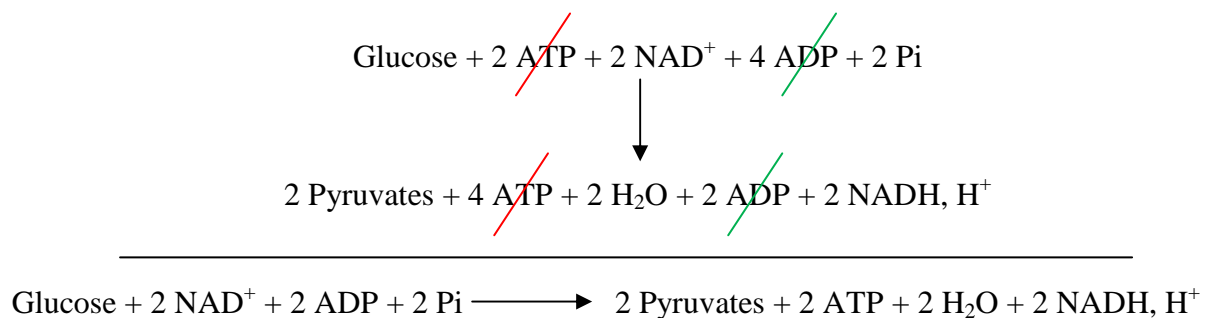 Glucose + 2 ATP + 2 NAD⁺ + 4 ADP + 2 Pi
2 Pyruvates + 4 ATP + 2 H₂O + 2 ADP + 2 NADH, H⁺
Glucose + 2 NAD⁺ + 2 ADP + 2 Pi ⟶ 2 Pyruvates + 2 ATP + 2 H₂O + 2 NADH, H⁺